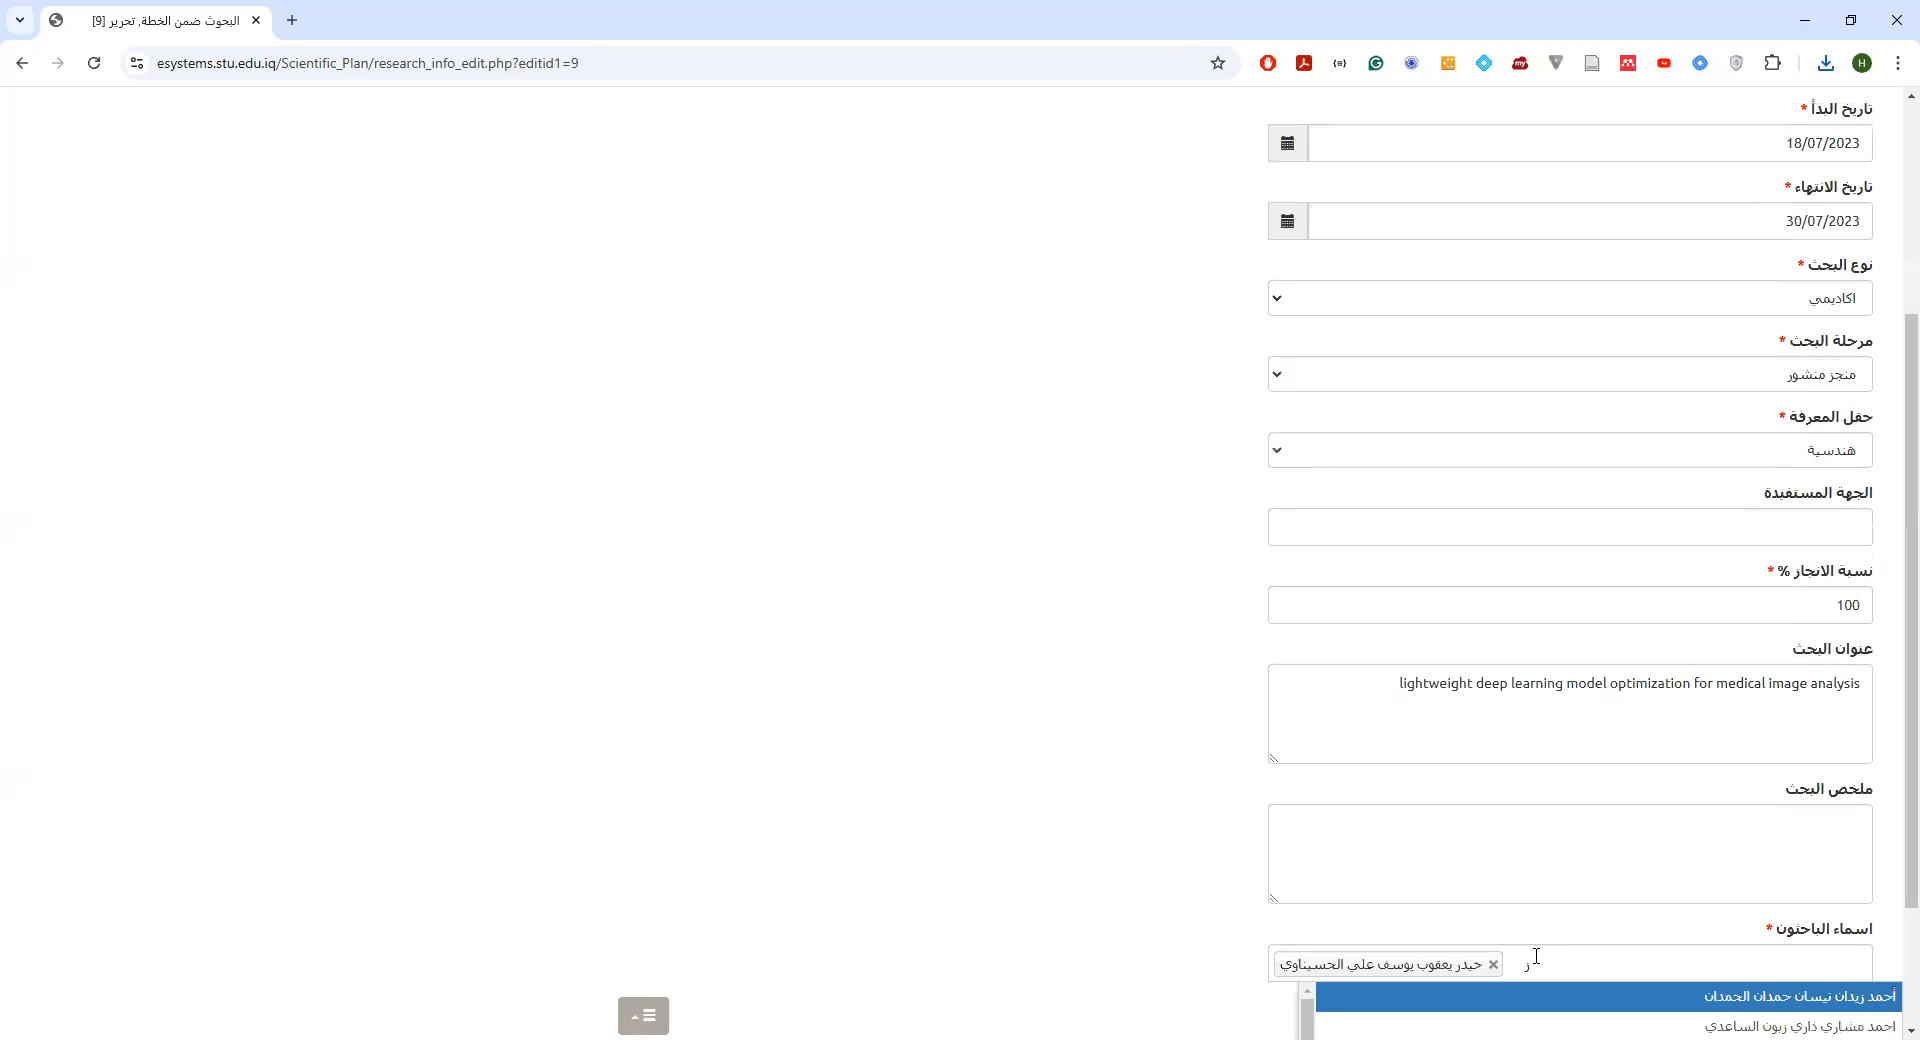 البحوث ضمن الخطة, تحرير [9]
esystems.stu.edu.iq/Scientific_Plan/research_info_edit.php?editid1=9
H
تاريخ البدأ *
18/07/2023
تاريخ الانتهاء *
30/07/2023
نوع البحث *
اكاديمي
مرحلة البحث *
منجز منشور
حقل المعرفة *
هندسية
الجهة المستفيدة
نسبة الانجاز % *
100
عنوان البحث
lightweight deep learning model optimization for medical image analysis
ملخص البحث
اسماء الباحثون *
حيدر يعقوب يوسف علي الحسيناوي
ز
أحمد زيدان نيسان حمدان الحمدان
احمد مشاري ذاري زبون الساعدي